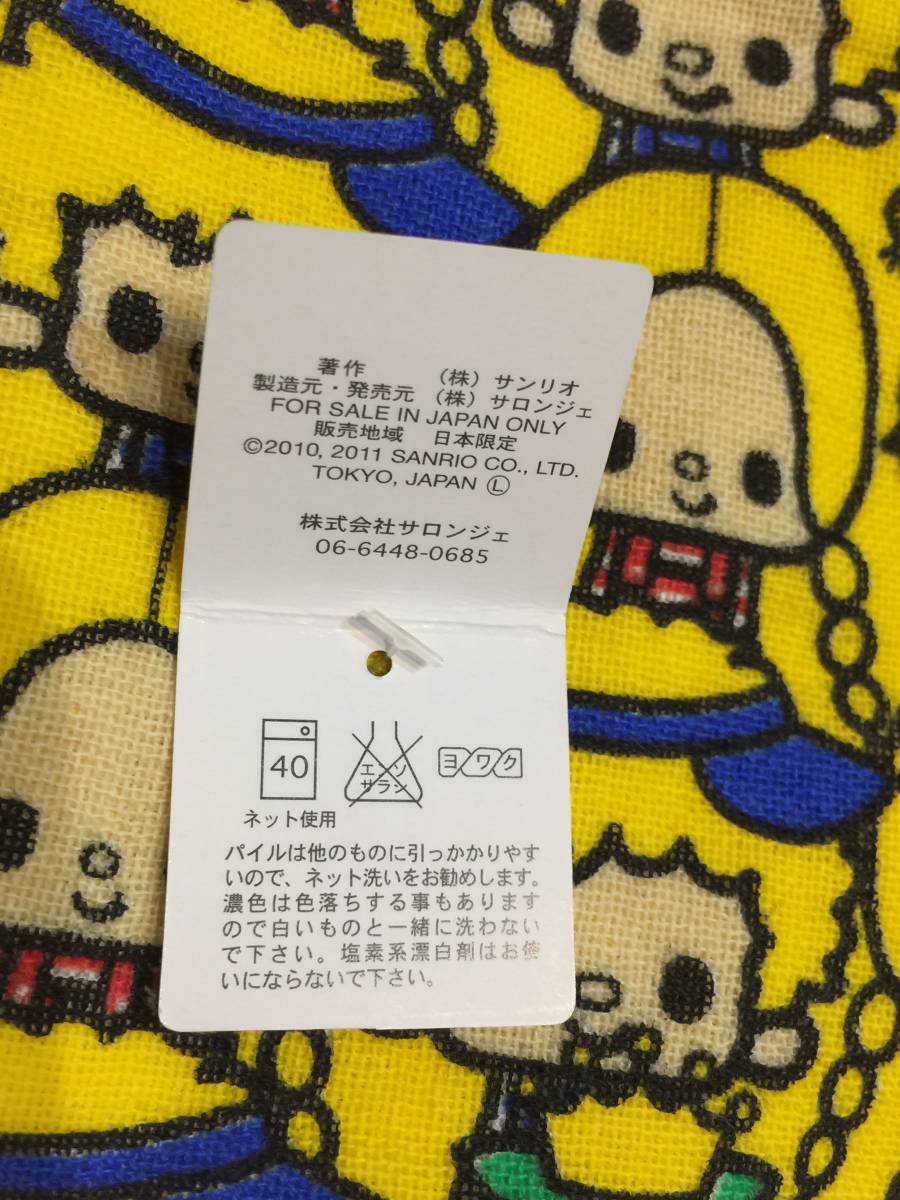 著作 （株）サンリオ
製造元・発売元 （株）サロンジェ
FOR SALE IN JAPAN ONLY
販売地域 日本限定
©2010, 2011 SANRIO CO., LTD.
TOKYO, JAPAN Ⓛ
株式会社サロンジェ
06-6448-0685
40
エンソ
サラシ
ヨワク
ネット使用
パイルは他のものに引っかかりやす
いので、ネット洗いをお勧めします。
濃色は色落ちする事もあります
ので白いものと一緒に洗わない
で下さい。塩素系漂白剤はお使
いにならないで下さい。